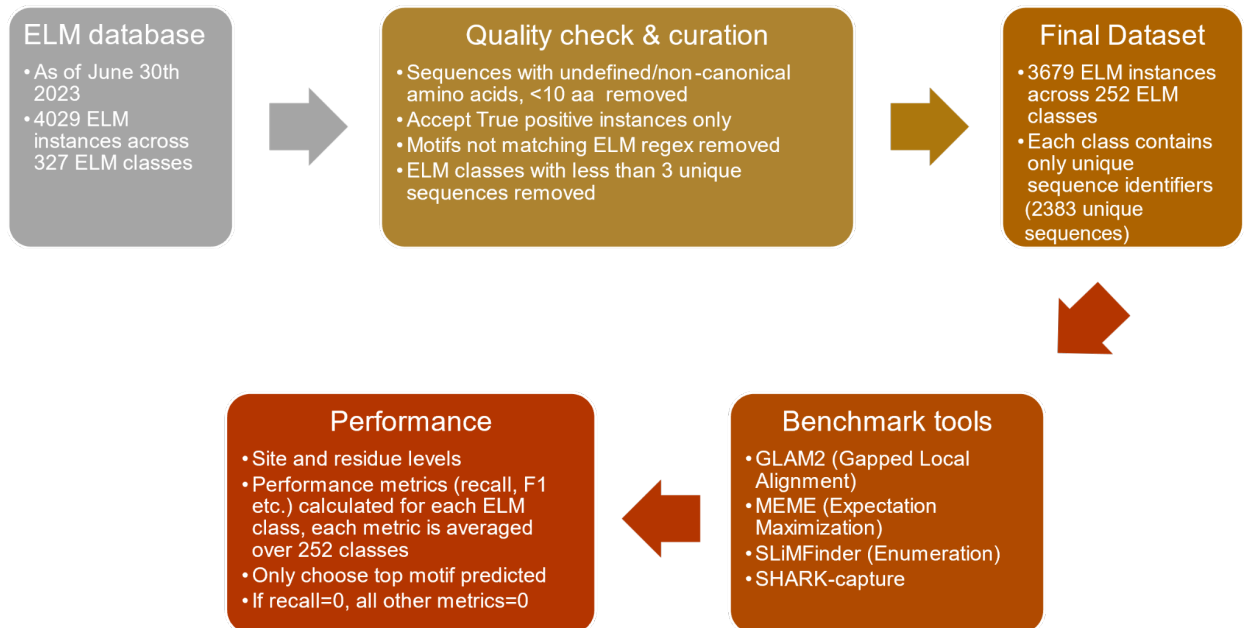 ELM database
• As of June 30th
2023
• 4029 ELM
instances across
327 ELM classes
Quality check & curation
• Sequences with undefined/non-canonical
amino acids, <10 aa removed
• Accept True positive instances only
• Motifs not matching ELM regex removed
• ELM classes with less than 3 unique
sequences removed
Final Dataset
• 3679 ELM instances
across 252 ELM
classes
• Each class contains
only unique
sequence identifiers
(2383 unique
sequences)
Performance
• Site and residue levels
• Performance metrics (recall, F1
etc.) calculated for each ELM
class, each metric is averaged
over 252 classes
• Only choose top motif predicted
• If recall=0, all other metrics=0
Benchmark tools
• GLAM2 (Gapped Local
Alignment)
• MEME (Expectation
Maximization)
• SLiMFinder (Enumeration)
• SHARK-capture